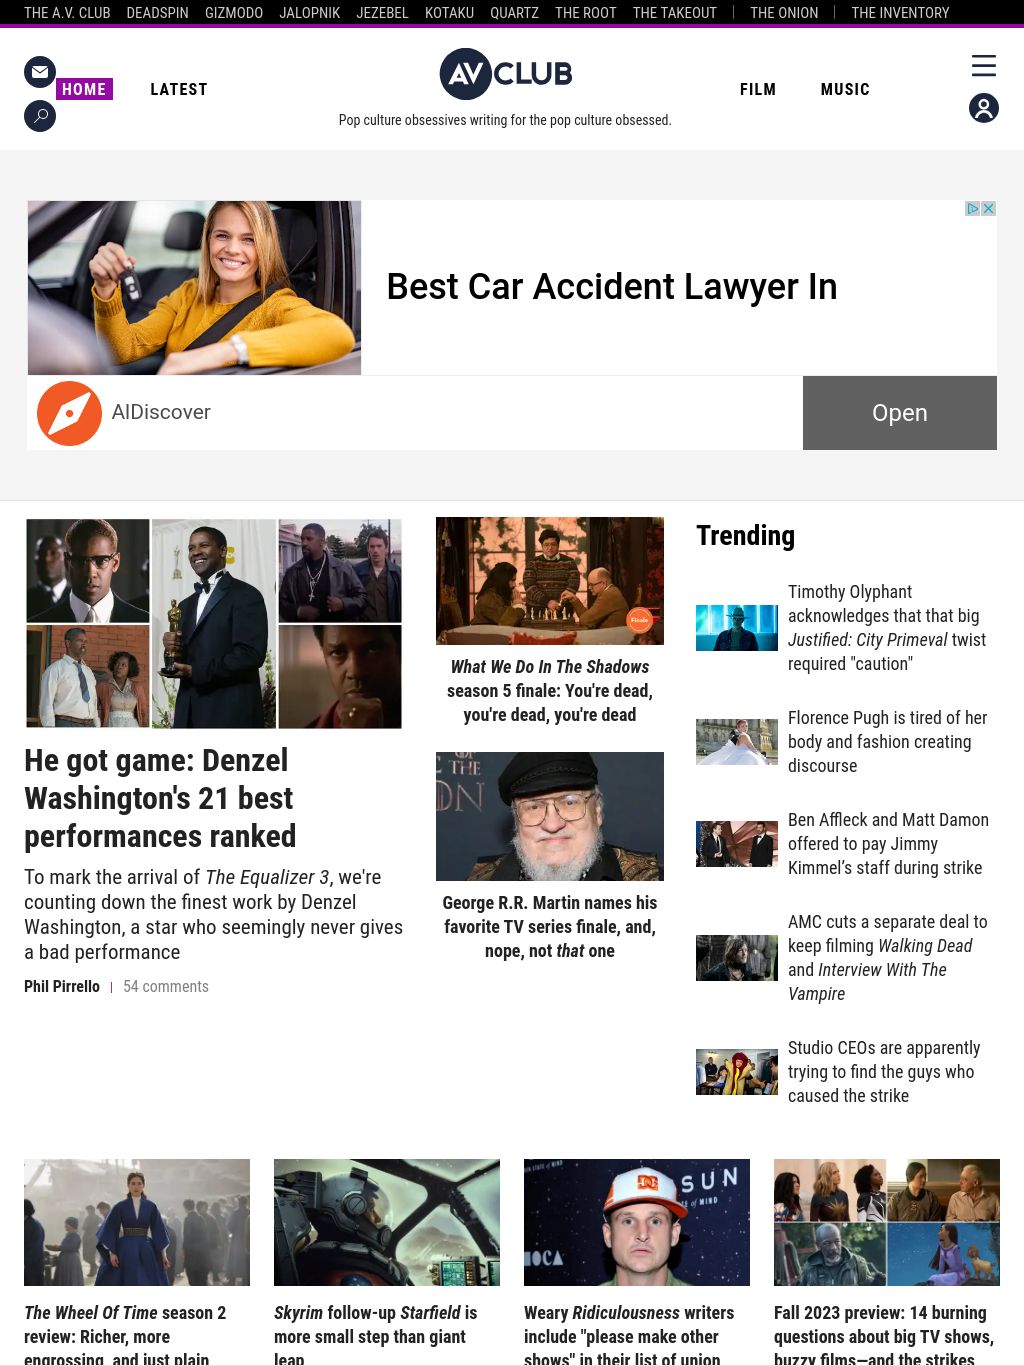 THE A.V. CLUB DEADSPIN GIZMODO JALOPNIK JEZEBEL KOTAKU QUARTZ THE ROOT THE TAKEOUT THE ONION THE INVENTORY
HOME LATEST AV CLUB FILM MUSIC
Pop culture obsessives writing for the pop culture obsessed.
Best Car Accident Lawyer In
AIDiscover
Open
He got game: Denzel
Washington's 21 best
performances ranked
To mark the arrival of The Equalizer 3, we're
counting down the finest work by Denzel
Washington, a star who seemingly never gives
a bad performance
Phil Pirrello 54 comments
Finale
What We Do In The Shadows
season 5 finale: You're dead,
you're dead, you're dead
THE
George R.R. Martin names his
favorite TV series finale, and,
nope, not that one
Trending
Timothy Olyphant
acknowledges that that big
Justified: City Primeval twist
required "caution"
Florence Pugh is tired of her
body and fashion creating
discourse
Ben Affleck and Matt Damon
offered to pay Jimmy
Kimmel’s staff during strike
AMC cuts a separate deal to
keep filming Walking Dead
and Interview With The
Vampire
Studio CEOs are apparently
trying to find the guys who
caused the strike
The Wheel Of Time season 2
review: Richer, more
engrossing, and just plain
Skyrim follow-up Starfield is
more small step than giant
leap
SUN
OF MIND
MOCA
Weary Ridiculousness writers
include "please make other
shows" in their list of union
Fall 2023 preview: 14 burning
questions about big TV shows,
buzzy films—and the strikes